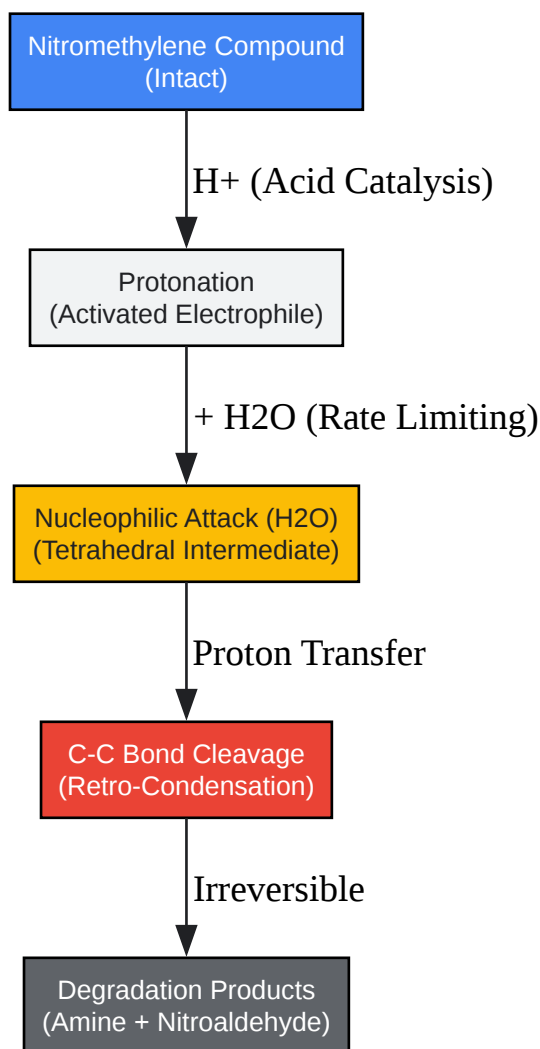 Nitromethylene Compound
(Intact)
H+ (Acid Catalysis)
Protonation
(Activated Electrophile)
+ H2O (Rate Limiting)
Nucleophilic Attack (H2O)
(Tetrahedral Intermediate)
Proton Transfer
C-C Bond Cleavage
(Retro-Condensation)
Irreversible
Degradation Products
(Amine + Nitroaldehyde)